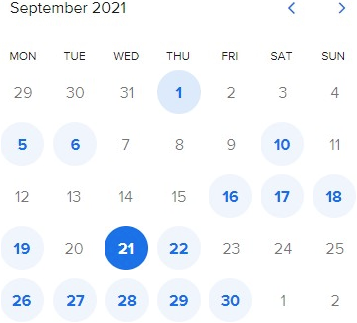 September 2021
MON TUE WED THU FRI SAT SUN
29 30 31 1 2 3 4
5 6 7 8 9 10 11
12 13 14 15 16 17 18
19 20 21 22 23 24 25
26 27 28 29 30 1 2